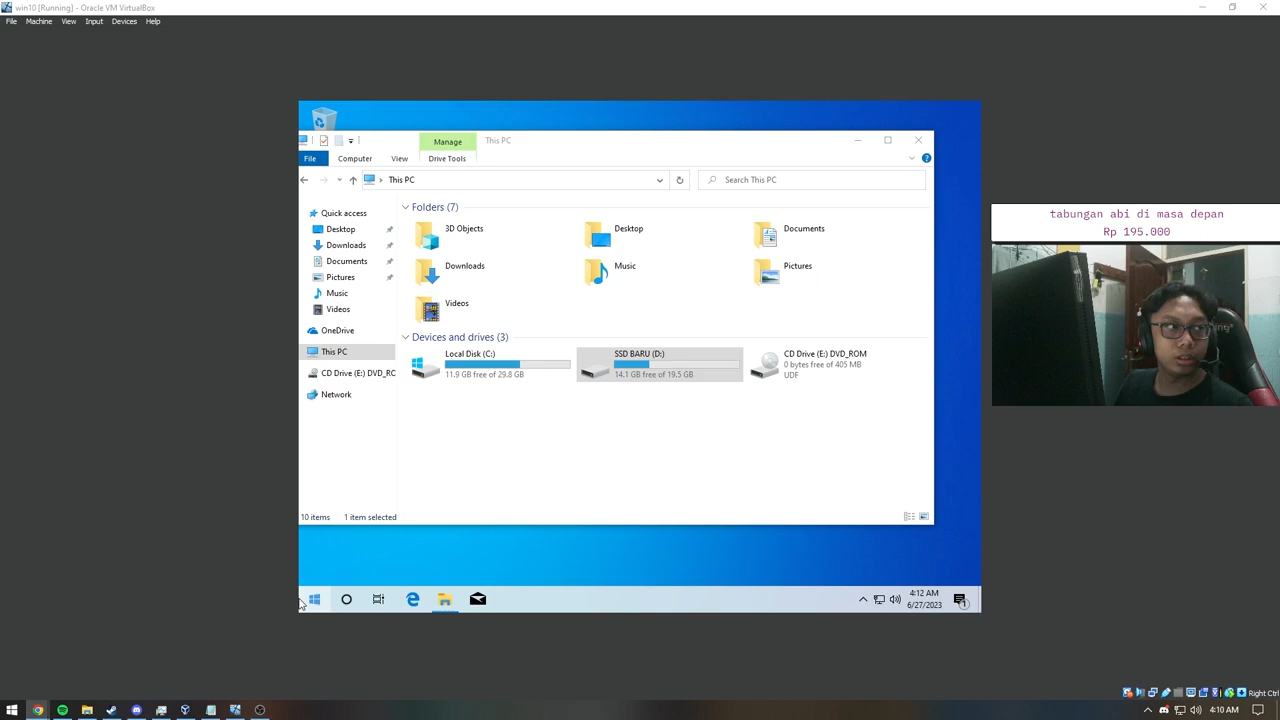 win10 [Running] - Oracle VM VirtualBox
File Machine View Input Devices Help
Manage This PC
File Computer View Drive Tools
This PC
Search This PC
Quick access
Desktop
Downloads
Documents
Pictures
Music
Videos
OneDrive
This PC
CD Drive (E:) DVD_RC
Network
Folders (7)
3D Objects
Desktop
Documents
Downloads
Music
Pictures
Videos
Devices and drives (3)
Local Disk (C:)
11.9 GB free of 29.8 GB
SSD BARU (D:)
14.1 GB free of 19.5 GB
CD Drive (E:) DVD_ROM
0 bytes free of 405 MB
UDF
10 items 1 item selected
4:12 AM
6/27/2023
1
tabungan abi di masa depan
Rp 195.000
Right Ctrl
4:10 AM